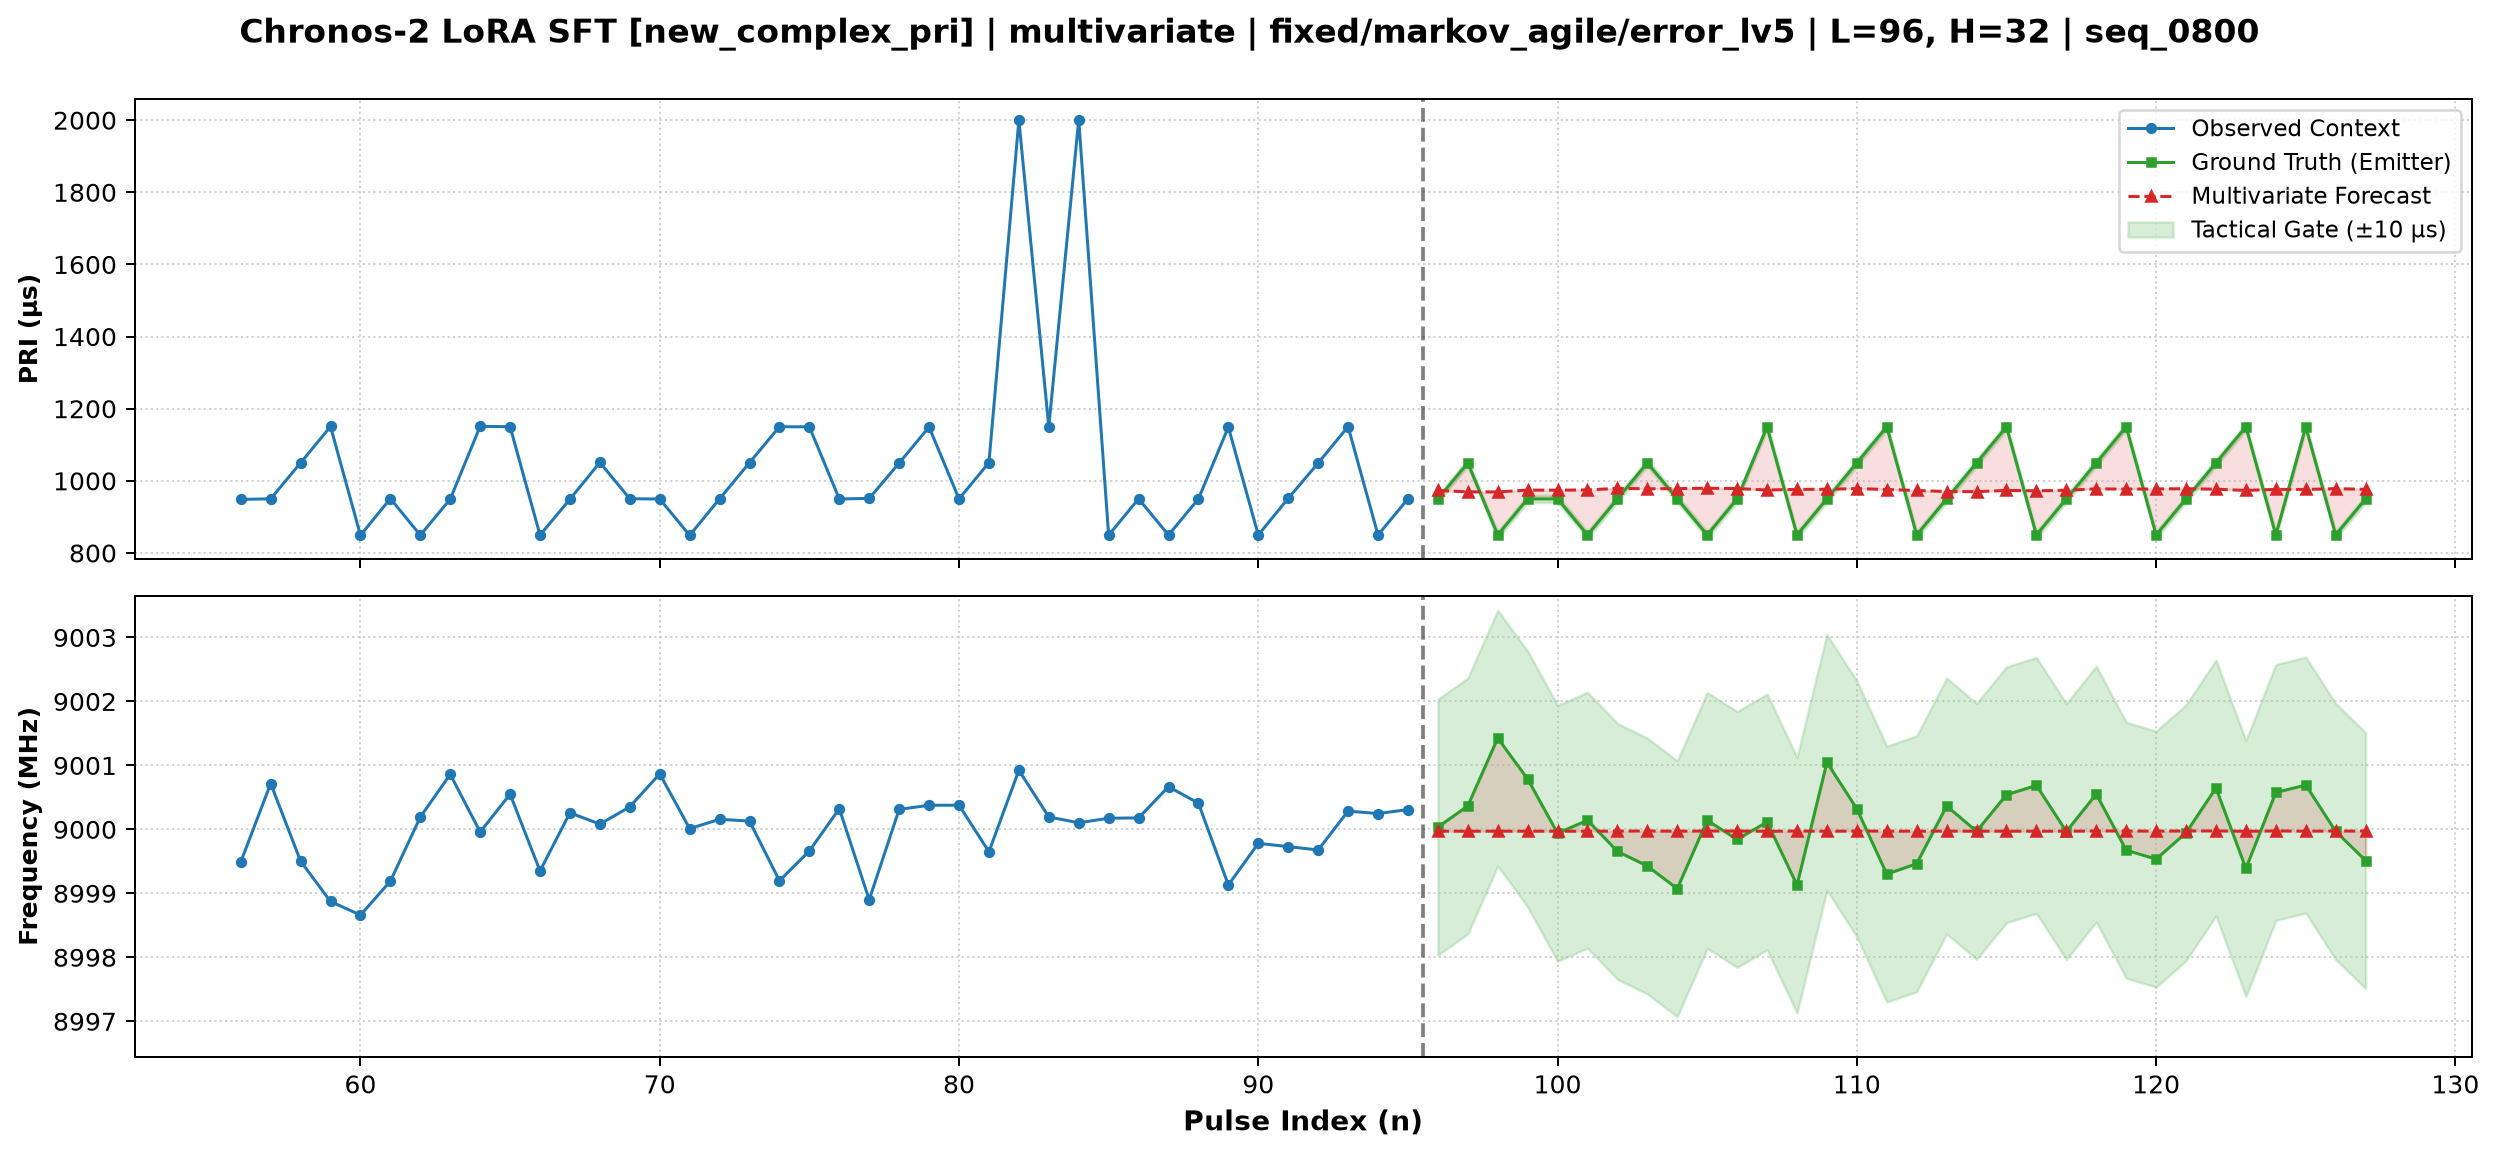 Chronos-2 LoRA SFT [new_complex_pri] | multivariate | fixed/markov_agile/error_lv5 | L=96, H=32 | seq_0800
PRI (µs)
2000
1800
1600
1400
1200
1000
800
Observed Context
Ground Truth (Emitter)
Multivariate Forecast
Tactical Gate (±10 µs)
Frequency (MHz)
9003
9002
9001
9000
8999
8998
8997
60
70
80
90
100
110
120
130
Pulse Index (n)